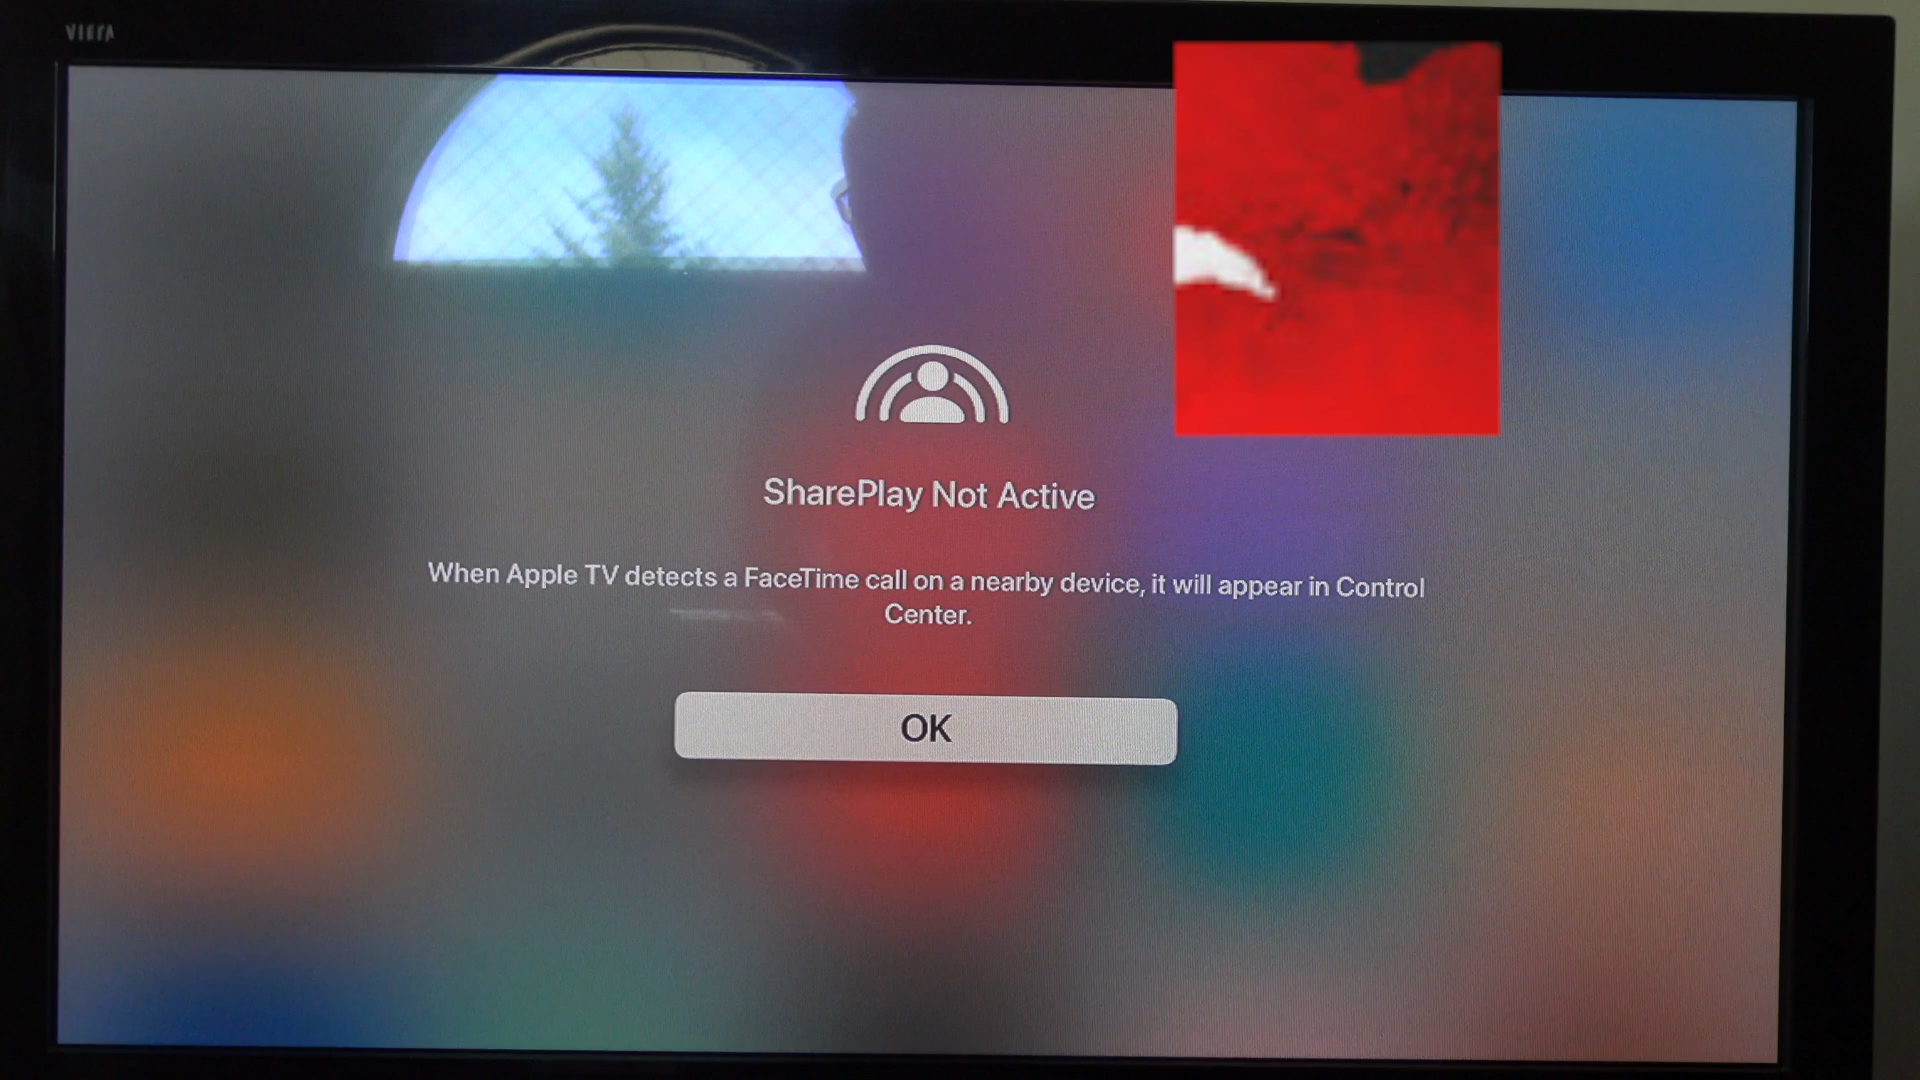 VIERA
SharePlay Not Active
When Apple TV detects a FaceTime call on a nearby device, it will appear in Control
Center.
OK